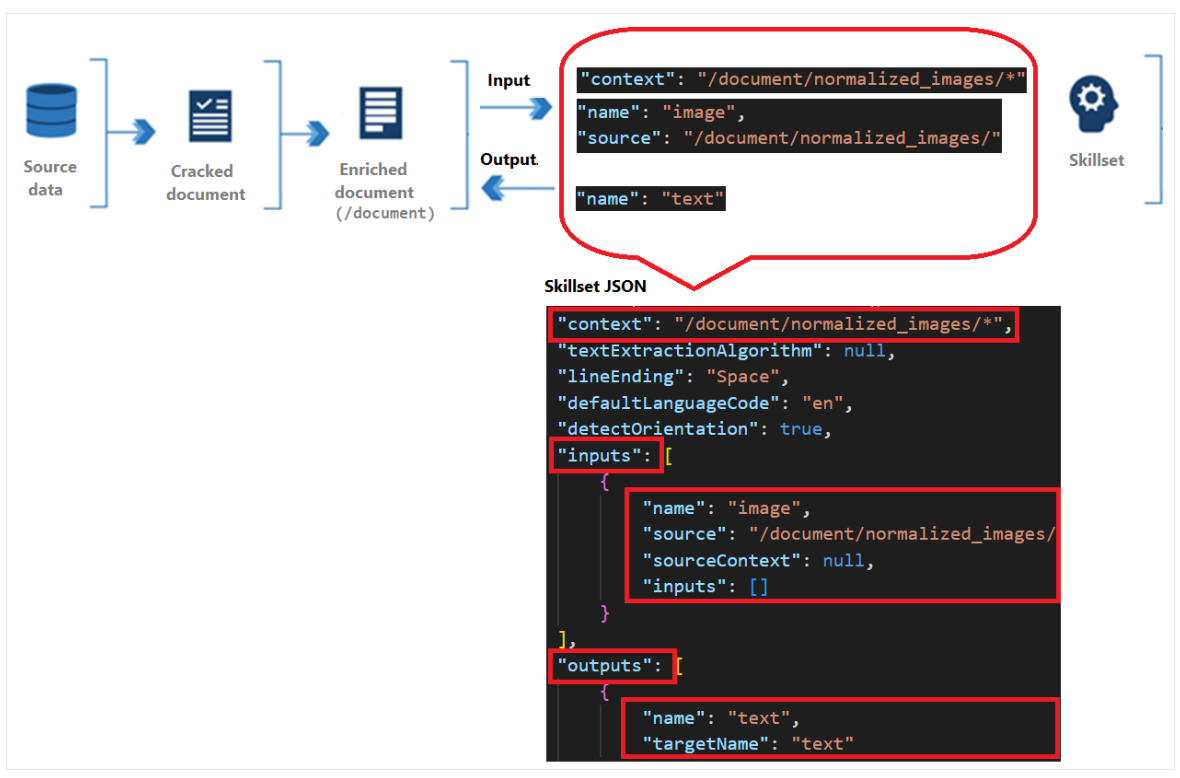 Source
data
Cracked
document
Enriched
document
(/document)
Input
Output.
"context": "/document/normalized_images/*"
"name": "image",
"source": "/document/normalized_images/"
"name": "text"
Skillset
Skillset JSON
"context": "/document/normalized_images/*",
"textExtractionAlgorithm": null,
"lineEnding": "Space",
"defaultLanguageCode": "en",
"detectOrientation": true,
"inputs": [
{
"name": "image",
"source": "/document/normalized_images/
"sourceContext": null,
"inputs": []
}
],
"outputs": [
{
"name": "text",
"targetName": "text"